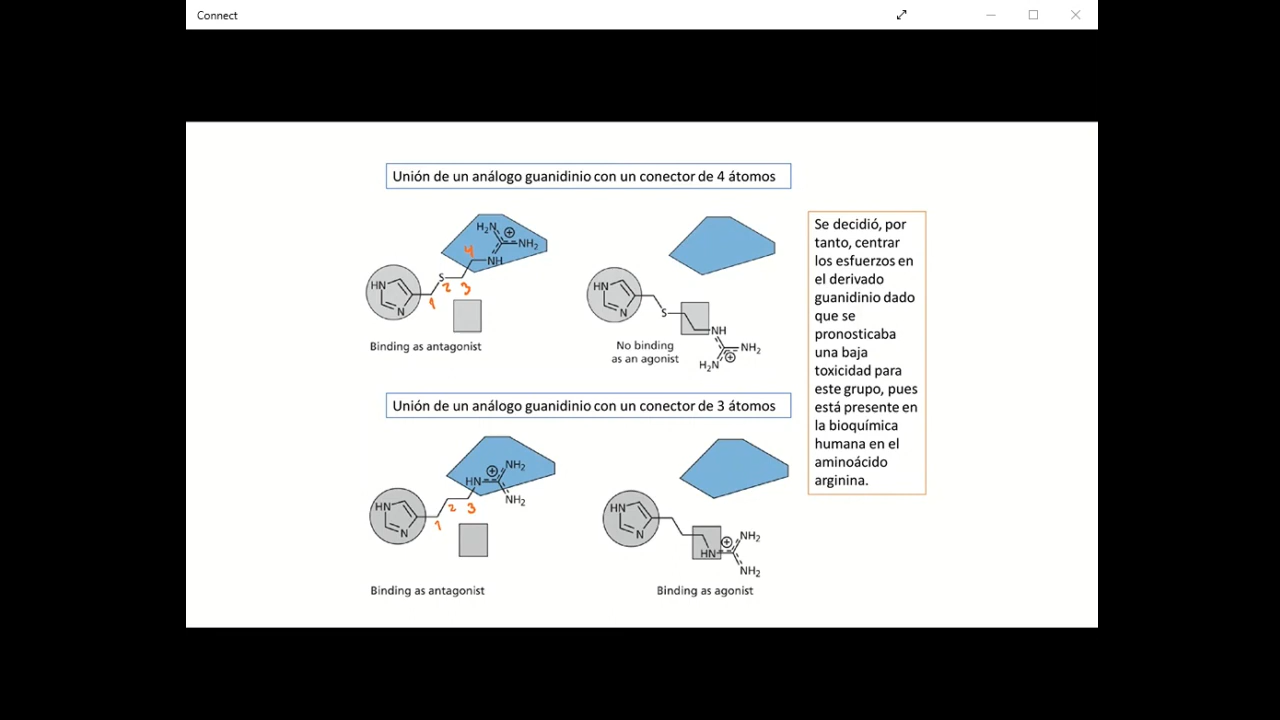 Connect
Unión de un análogo guanidinio con un conector de 4 átomos
H₂N
⊕
NH₂
NH
4
S
2
3
1
HN
N
Binding as antagonist
HN
N
S
NH
NH₂
H₂N
⊕
No binding
as an agonist
Se decidió, por
tanto, centrar
los esfuerzos en
el derivado
guanidinio dado
que se
pronosticaba
una baja
toxicidad para
este grupo, pues
está presente en
la bioquímica
humana en el
aminoácido
arginina.
Unión de un análogo guanidinio con un conector de 3 átomos
NH₂
⊕
HN
NH₂
HN
N
1
2
3
Binding as antagonist
HN
N
⊕
NH₂
HN
NH₂
Binding as agonist